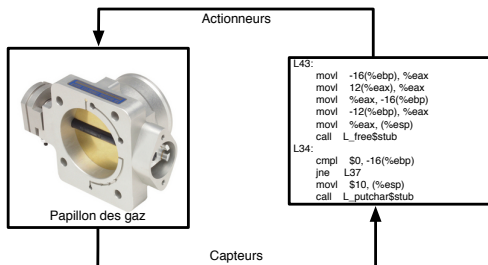 Actionneurs
L43:
movl -16(%ebp), %eax
movl 12(%eax), %eax
movl %eax, -16(%ebp)
movl -12(%ebp), %eax
movl %eax, (%esp)
call L_free$stub
L34:
cmpl $0, -16(%ebp)
jne L37
movl $10, (%esp)
call L_putchar$stub
Papillon des gaz
Capteurs